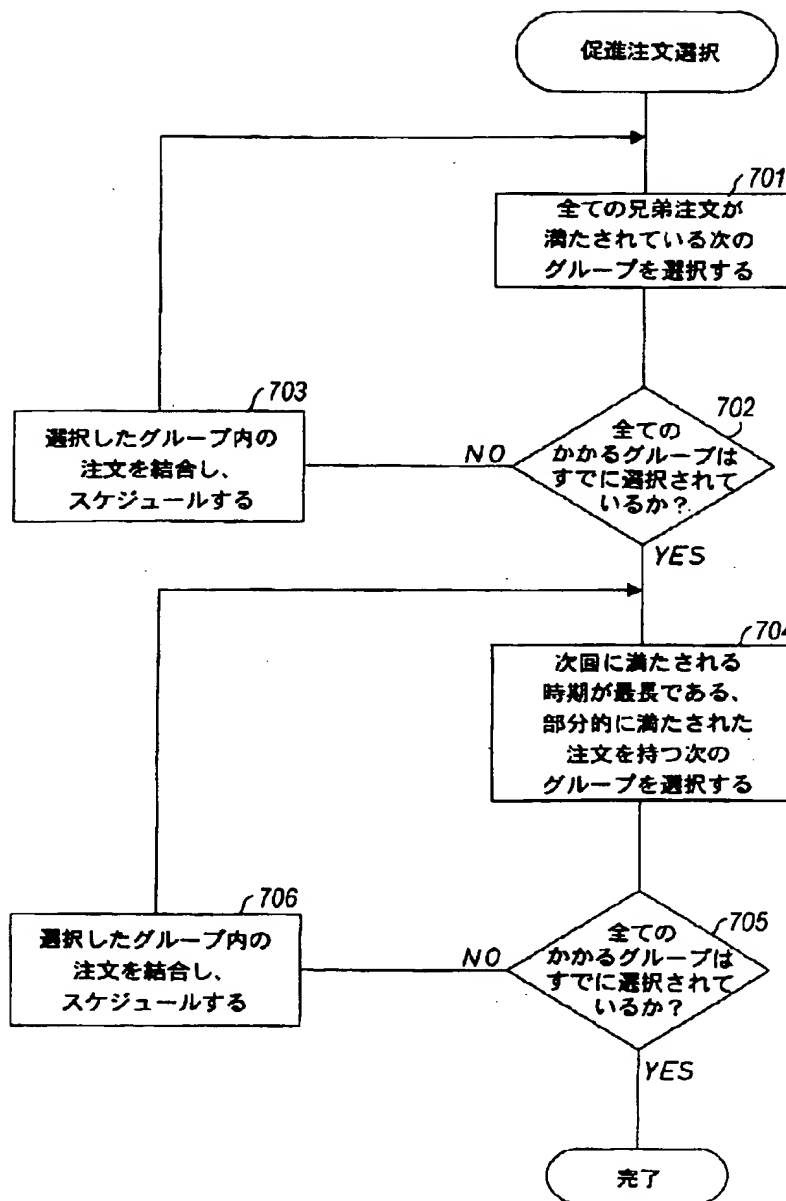 促進注文選択
701
全ての兄弟注文が
満たされている次の
グループを選択する
703
選択したグループ内の
注文を結合し、
スケジュールする
NO
702
全ての
かかるグループは
すでに選択されて
いるか?
YES
704
次回に満たされる
時期が最長である、
部分的に満たされた
注文を持つ次の
グループを選択する
706
選択したグループ内の
注文を結合し、
スケジュールする
NO
705
全ての
かかるグループは
すでに選択されて
いるか?
YES
完了